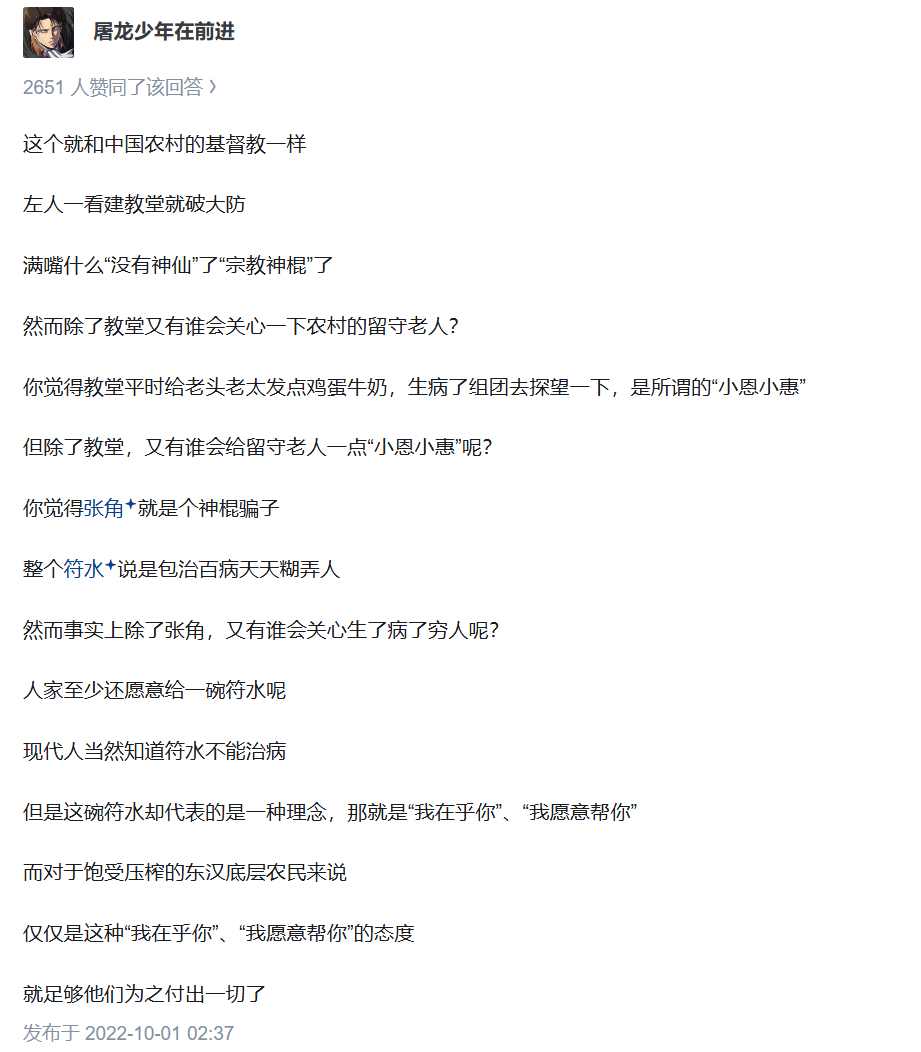 屠龙少年在前进
2651 人赞同了该回答 ›
这个就和中国农村的基督教一样
左人一看建教堂就破大防
满嘴什么“没有神仙”了“宗教神棍”了
然而除了教堂又有谁会关心一下农村的留守老人？
你觉得教堂平时给老头老太发点鸡蛋牛奶，生病了组团去探望一下，是所谓的“小恩小惠”
但除了教堂，又有谁会给留守老人一点“小恩小惠”呢？
你觉得张角就是个神棍骗子
整个符水说是包治百病天天糊弄人
然而事实上除了张角，又有谁会关心生了病了穷人呢？
人家至少还愿意给一碗符水呢
现代人当然知道符水不能治病
但是这碗符水却代表的是一种理念，那就是“我在乎你”、“我愿意帮你”
而对于饱受压榨的东汉底层农民来说
仅仅是这种“我在乎你”、“我愿意帮你”的态度
就足够他们为之付出一切了
发布于 2022-10-01 02:37